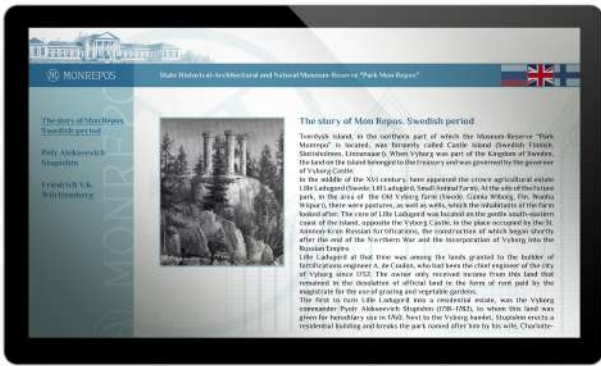 MONREPOS
State Historical-Architectural and Natural Museum-Reserve "Park Mon Repos"
The story of Mon Repos.
Swedish period
Petr Alekseevich
Stupishin
Friedrich V.K.
Württemberg
The story of Mon Repos. Swedish period
Tverdysh Island, in the northern part of which the Museum-Reserve "Park
Monrepo" is located, was formerly called Castle Island (Swedish Finnish.
Slottsholmen, Linnansaari). When Vyborg was part of the Kingdom of Sweden,
the land on the island belonged to the treasury and was governed by the governor
of Vyborg Castle.
In the middle of the XVI century, here appeared the crown agricultural estate
Lille Ladugord (Swede. Lill Ladugård, Small Animal Farm). At the site of the future
park, in the area of the Old Vyborg farm (Swede. Gamla Wiborg, Fin. Wanha
Wiipuri), there were pastures, as well as wells, which the inhabitants of the farm
looked after. The core of Lille Ladugord was located on the gentle south-eastern
coast of the island, opposite the Vyborg Castle, in the place occupied by the St.
Russian fortifications, the construction of which began shortly
after the end of the Northern War and the incorporation of Vyborg into the
Russian Empire.
Lille Ladugord at that time was among the lands granted to the builder of
fortifications engineer A. de Coulon, who had been the chief engineer of the city
of Vyborg since 1732. The owner only received income from this land that
remained in the desolation of official land in the form of rent paid by the
magistrate for the use of grazing and vegetable gardens.
The first to turn Lille Ladugord into a residential estate, was the Vyborg
commander Pyotr Alekseevich Stupishin (1718-1782), to whom this land was
given for hereditary use in 1760. Next to the Vyborg hamlet, Stupishin erects a
residential building and breaks the park named after him by his wife, Charlotte-